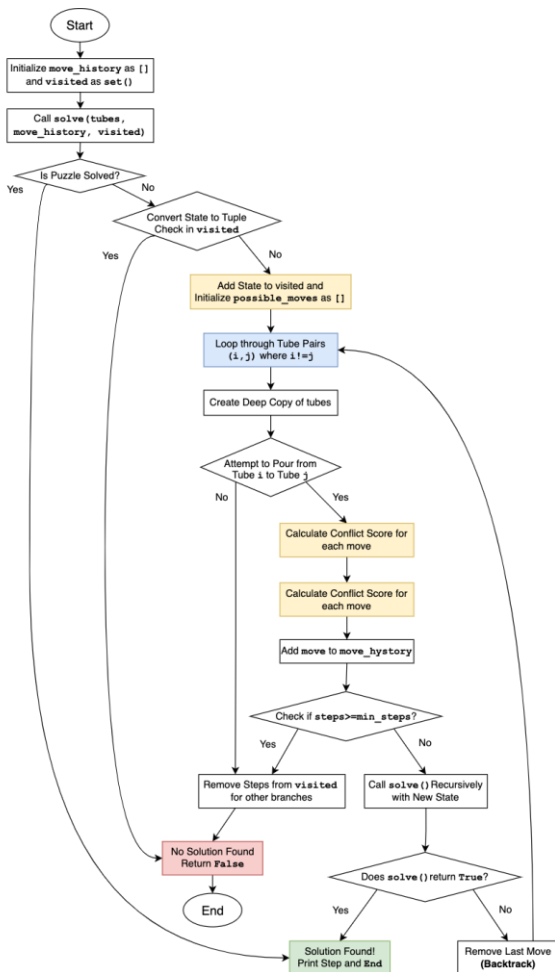 Start
Initialize move_history as []
and visited as set()
Call solve(tubes,
move_history, visited)
Is Puzzle Solved?
Yes
No
Convert State to Tuple
Check in visited
Yes
No
Add State to visited and
Initialize possible_moves as []
Loop through Tube Pairs
(i,j) where i!=j
Create Deep Copy of tubes
Attempt to Pour from
Tube i to Tube j
No
Yes
Calculate Conflict Score for
each move
Calculate Conflict Score for
each move
Add move to move_hystory
Check if steps>=min_steps?
Yes
No
Remove Steps from visited
for other branches
Call solve() Recursively
with New State
No Solution Found
Return False
Does solve() return True?
End
Yes
No
Solution Found!
Print Step and End
Remove Last Move
(Backtrack)